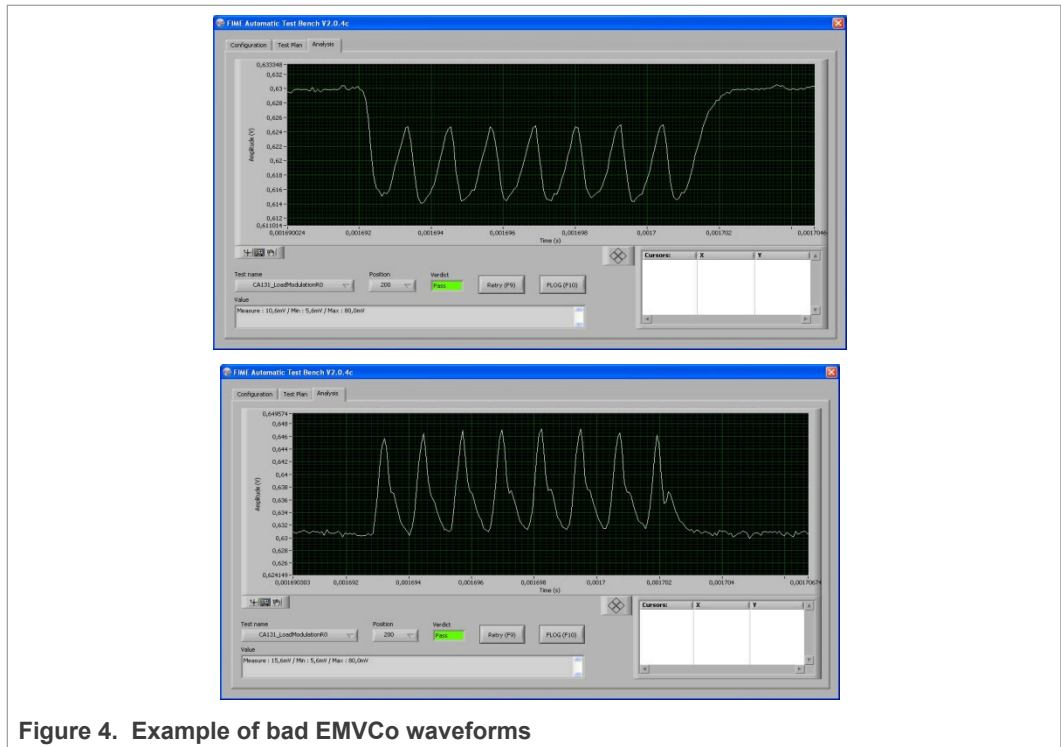 FIME Automatic Test Bench V2.0.4c
Configuration Test Plan Analysis
0,633348
0,632
0,63
0,628
0,626
0,624
0,622
0,62
0,618
0,616
0,614
0,612
0,611014
Amplitude (V)
0,001690024 0,001692 0,001694 0,001696 0,001698 0,0017 0,001702 0,0017046
Time (s)
Cursors: X Y
Test name Position Verdict
CA131_LoadModulationR0 200 Pass Retry (F9) PLOG (F10)
Value
Measure : 10,6mV / Min : 5,6mV / Max : 80,0mV
FIME Automatic Test Bench V2.0.4c
Configuration Test Plan Analysis
0,649574
0,648
0,646
0,644
0,642
0,64
0,638
0,636
0,634
0,632
0,63
0,628
0,626
0,624149
Amplitude (V)
0,001690303 0,001692 0,001694 0,001696 0,001698 0,0017 0,001702 0,001704 0,00170674
Time (s)
Cursors: X Y
Test name Position Verdict
CA131_LoadModulationR0 200 Pass Retry (F9) PLOG (F10)
Value
Measure : 15,6mV / Min : 5,6mV / Max : 80,0mV
Figure 4. Example of bad EMVCo waveforms